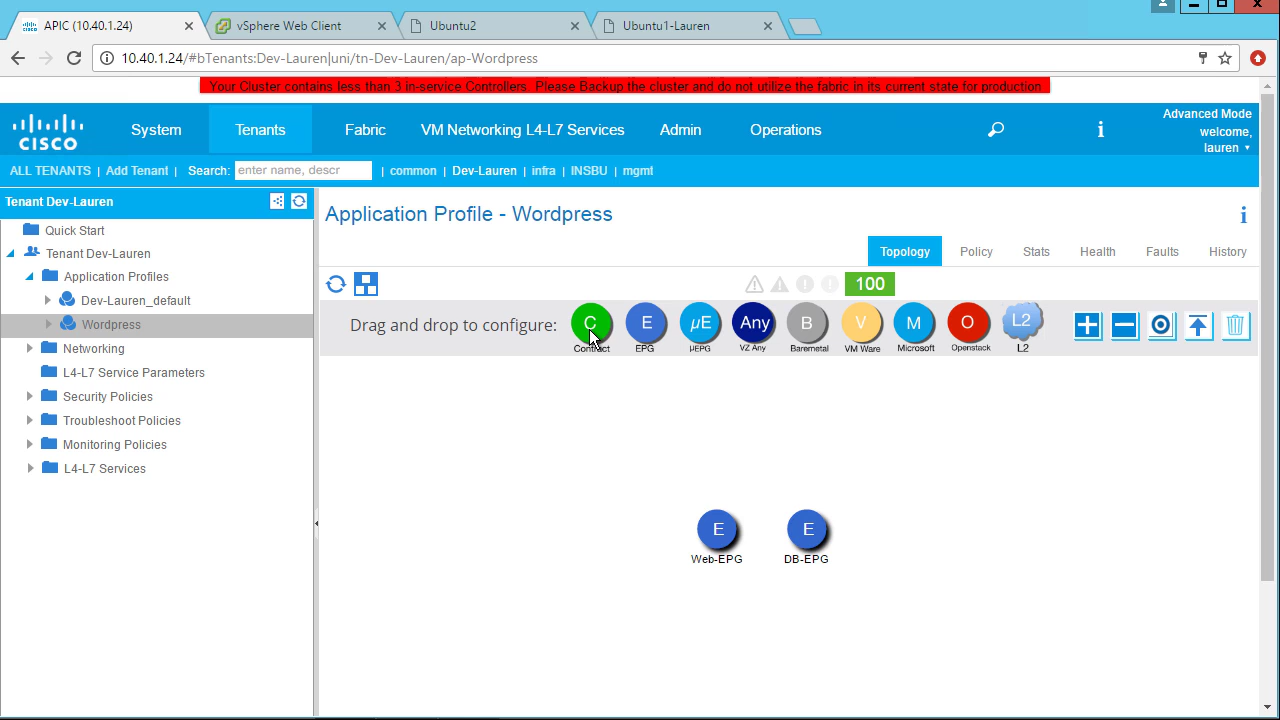 APIC (10.40.1.24)
vSphere Web Client
Ubuntu2
Ubuntu1-Lauren
10.40.1.24/#bTenants:Dev-Lauren|uni/tn-Dev-Lauren/ap-Wordpress
Your Cluster contains less than 3 in-service Controllers. Please Backup the cluster and do not utilize the fabric in its current state for production
CISCO
System
Tenants
Fabric
VM Networking
L4-L7 Services
Admin
Operations
i
Advanced Mode
welcome,
lauren
ALL TENANTS | Add Tenant | Search: enter name, descr | common | Dev-Lauren | infra | INSBU | mgmt
Tenant Dev-Lauren
Quick Start
Tenant Dev-Lauren
Application Profiles
Dev-Lauren_default
Wordpress
Networking
L4-L7 Service Parameters
Security Policies
Troubleshoot Policies
Monitoring Policies
L4-L7 Services
Application Profile - Wordpress
i
Topology
Policy
Stats
Health
Faults
History
100
Drag and drop to configure:
C
Contract
E
EPG
μE
μEPG
Any
VZ Any
B
Baremetal
V
VM Ware
M
Microsoft
O
Openstack
L2
L2
E
Web-EPG
E
DB-EPG